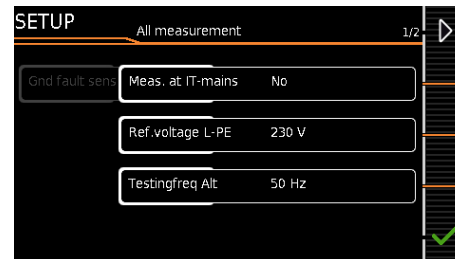 SETUP
All measurement
1/2
Gnd fault sens
Meas. at IT-mains No
Ref.voltage L-PE 230 V
Testingfreq Alt 50 Hz